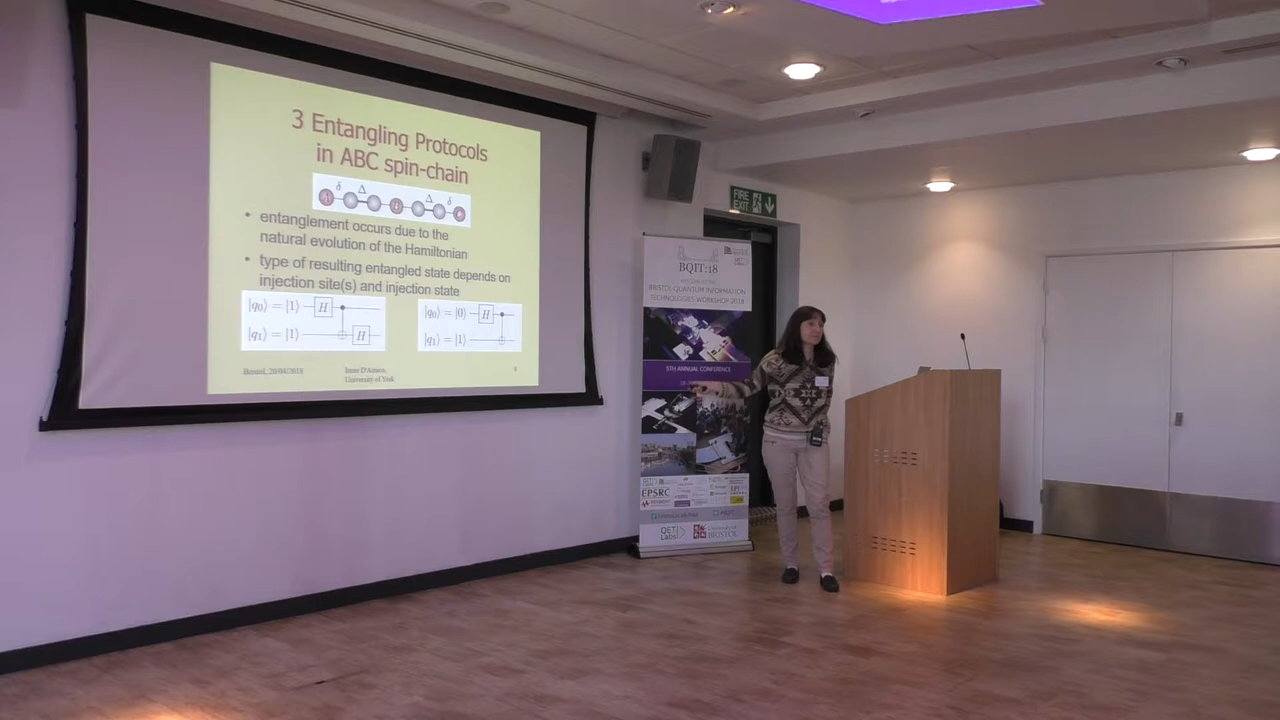 3 Entangling Protocols
in ABC spin-chain
δ Δ Δ δ
• entanglement occurs due to the
natural evolution of the Hamiltonian
• type of resulting entangled state depends on
injection site(s) and injection state
|q₀⟩ = |1⟩ H
|q₁⟩ = |1⟩ H
|q₀⟩ = |0⟩ H
|q₁⟩ = |1⟩
Bristol, 20/04/2018
Irene D'Amico,
University of York
FIRE
EXIT
BQIT:18
BRISTOL QUANTUM INFORMATION
TECHNOLOGIES WORKSHOP 2018
5TH ANNUAL CONFERENCE
EPSRC
QET
Labs
University of
BRISTOL